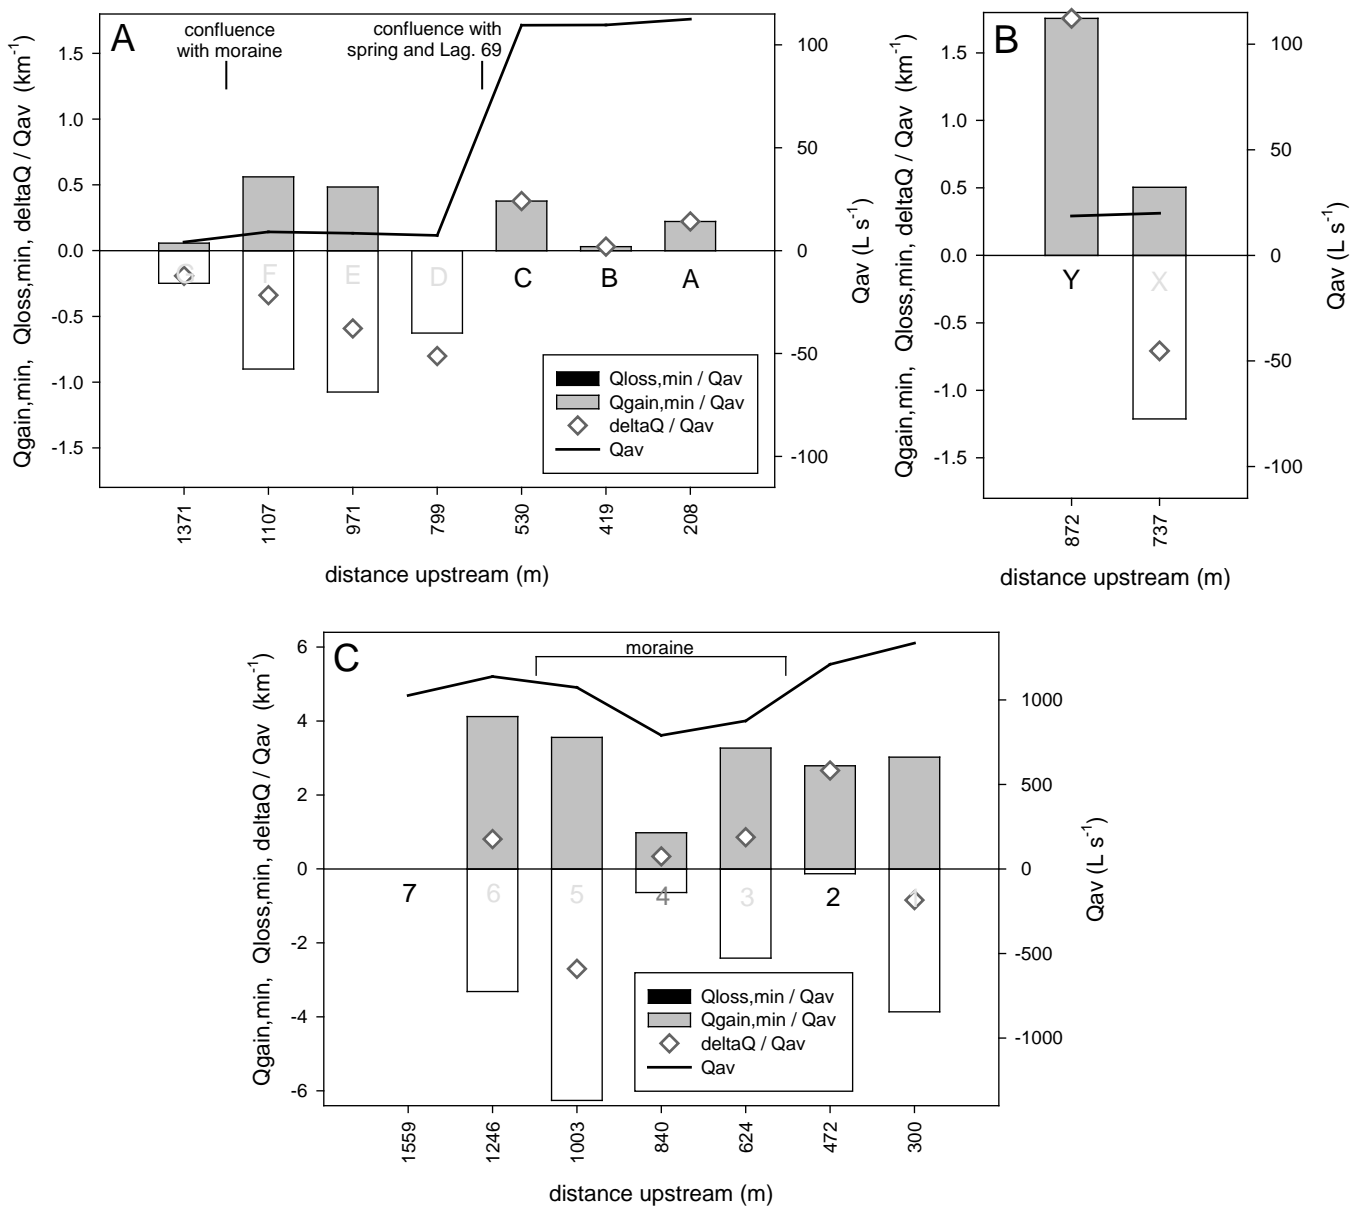 A
confluence
with moraine
confluence with
spring and Lag. 69
Qgain,min, Qloss,min, deltaQ / Qav (km⁻¹)
1.5
1.0
0.5
0.0
-0.5
-1.0
-1.5
100
50
0
-50
-100
Qav (L s⁻¹)
G F E D C B A
Qloss,min / Qav
Qgain,min / Qav
deltaQ / Qav
Qav
1371 1107 971 799 530 419 208
distance upstream (m)
B
Qgain,min, Qloss,min, deltaQ / Qav (km⁻¹)
1.5
1.0
0.5
0.0
-0.5
-1.0
-1.5
100
50
0
-50
-100
Qav (L s⁻¹)
Y X
872 737
distance upstream (m)
C
moraine
Qgain,min, Qloss,min, deltaQ / Qav (km⁻¹)
6
4
2
0
-2
-4
-6
1000
500
0
-500
-1000
Qav (L s⁻¹)
7 6 5 4 3 2 1
Qloss,min / Qav
Qgain,min / Qav
deltaQ / Qav
Qav
1559 1246 1003 840 624 472 300
distance upstream (m)